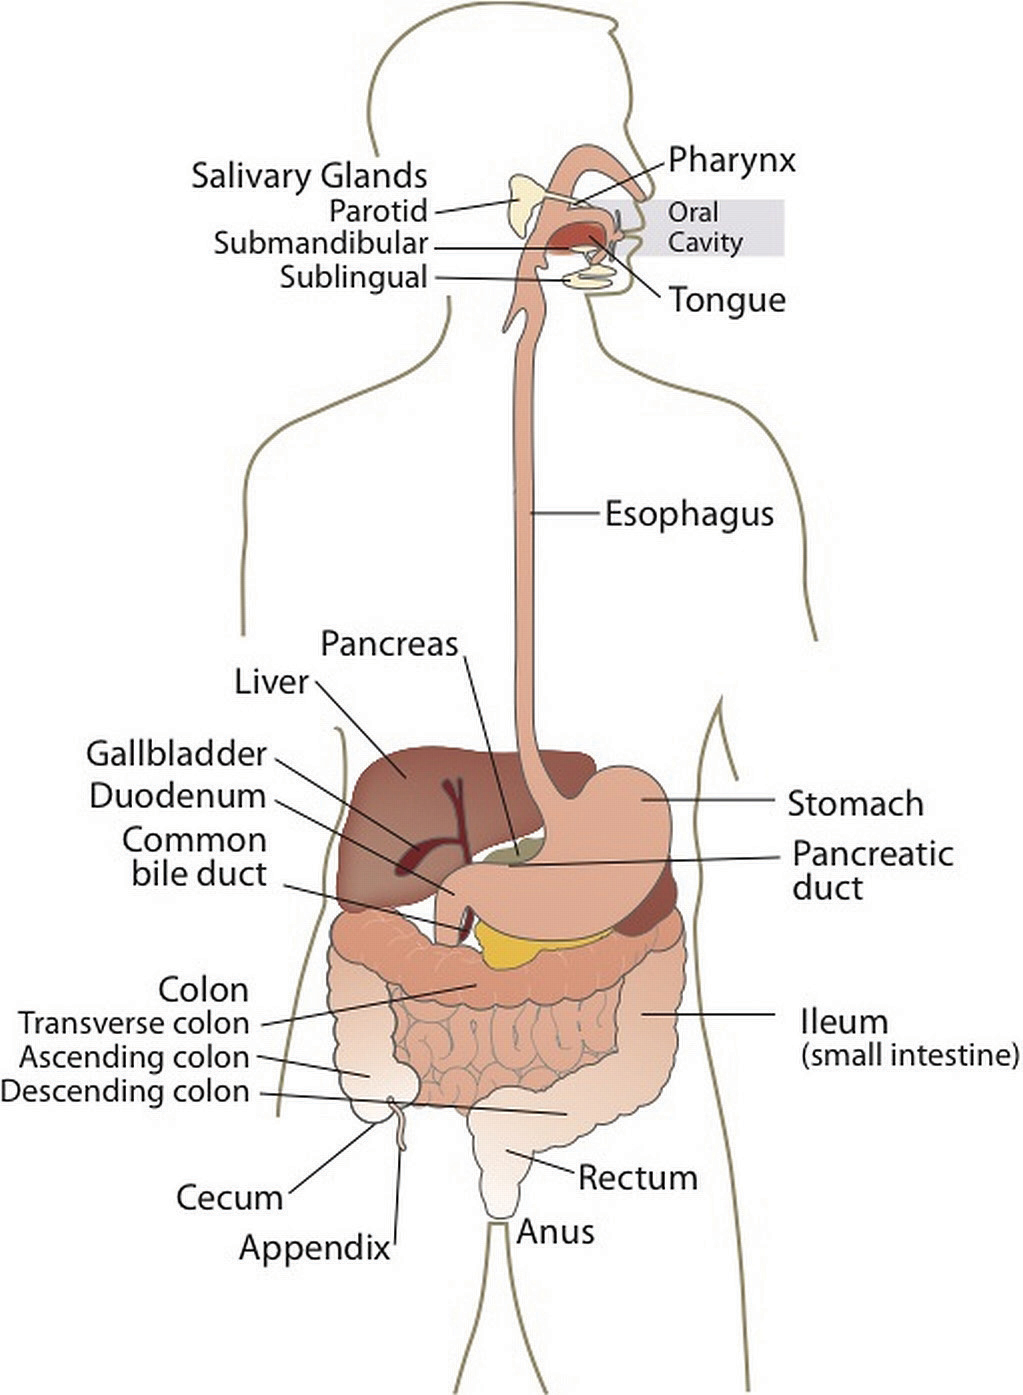 Salivary Glands
Parotid
Submandibular
Sublingual
Pharynx
Oral
Cavity
Tongue
Esophagus
Pancreas
Liver
Gallbladder
Duodenum
Common
bile duct
Stomach
Pancreatic
duct
Colon
Transverse colon
Ascending colon
Descending colon
Ileum
(small intestine)
Cecum
Appendix
Rectum
Anus